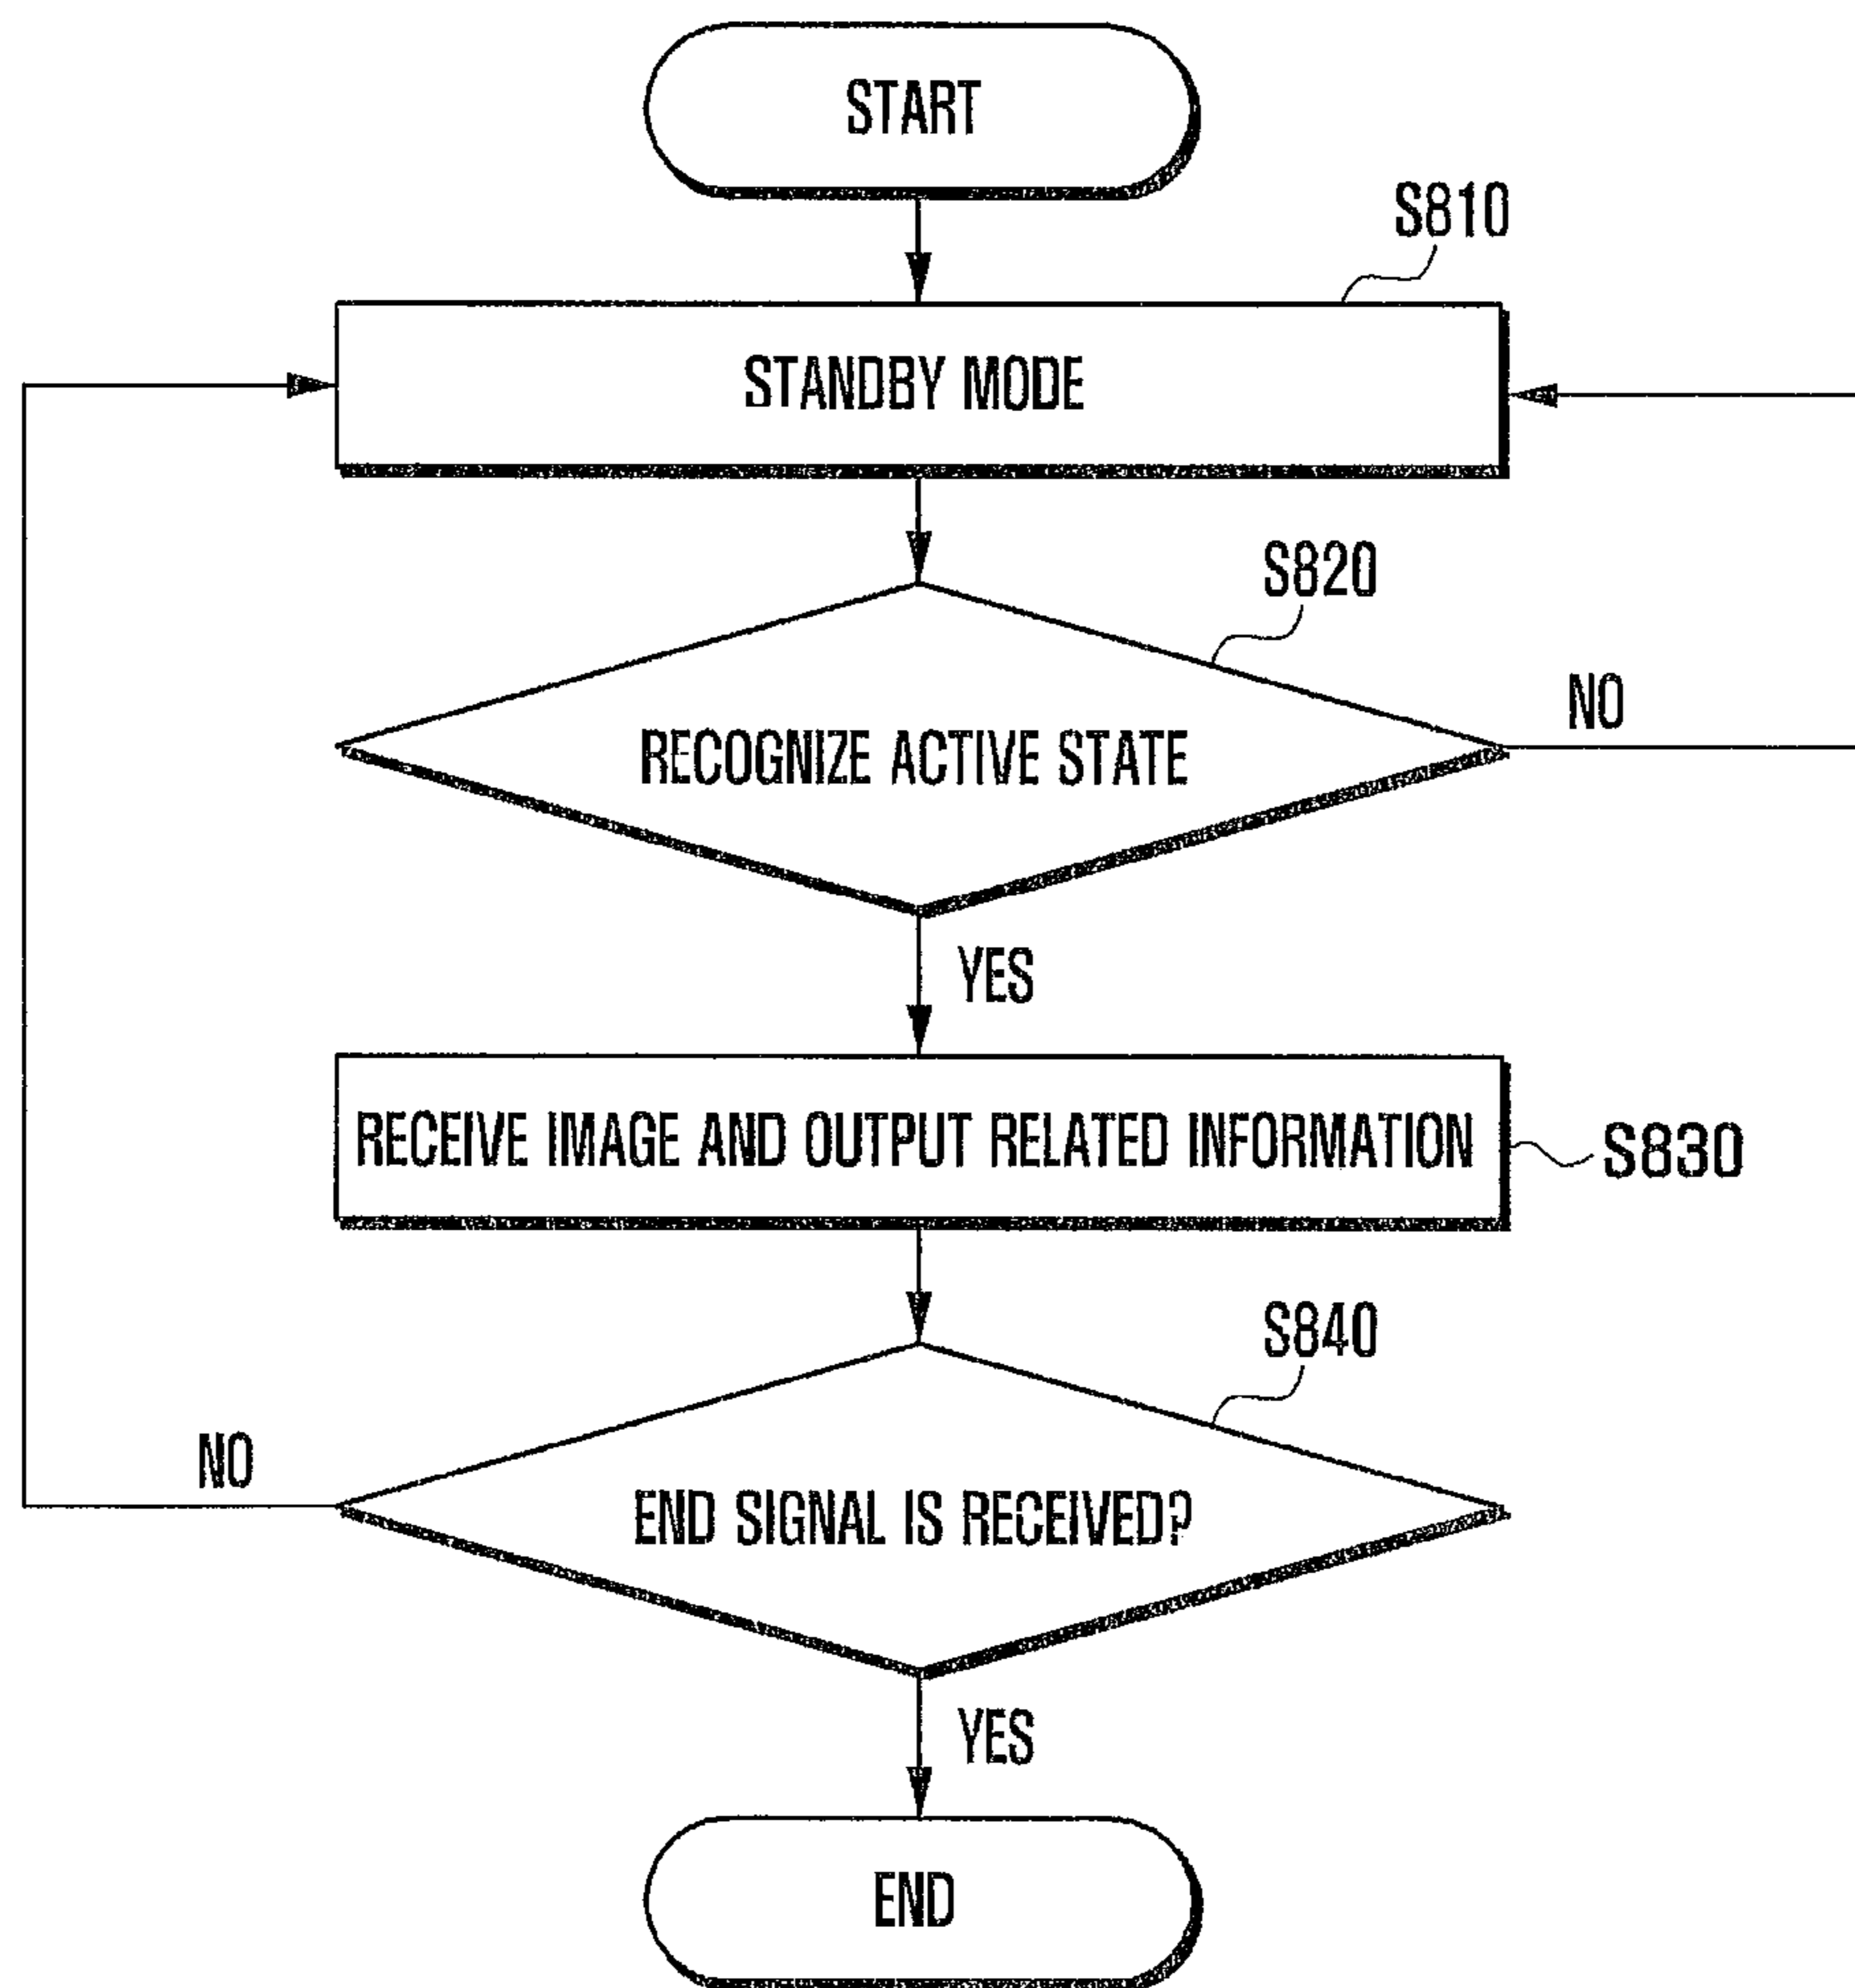 START
S810
STANDBY MODE
S820
RECOGNIZE ACTIVE STATE
NO
YES
RECEIVE IMAGE AND OUTPUT RELATED INFORMATION
S830
S840
NO
END SIGNAL IS RECEIVED?
YES
END